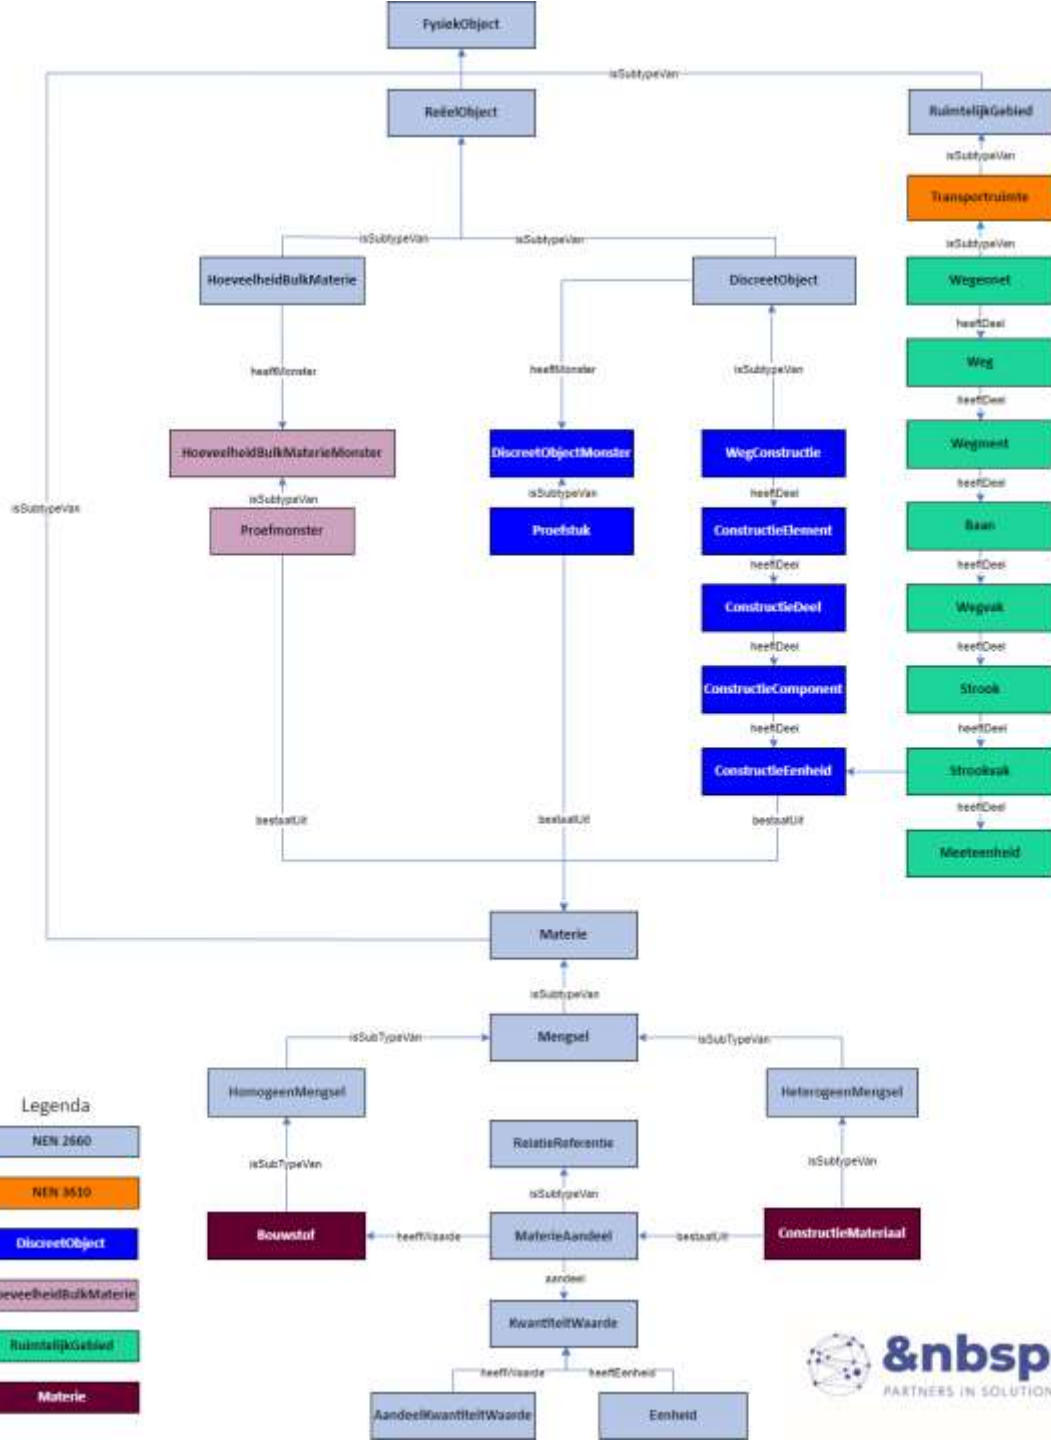 FysiekObject
isSubtypeVan
ReëelObject
RuimtelijkGebied
isSubtypeVan
Transportruimte
isSubtypeVan isSubtypeVan isSubtypeVan
HoeveelheidBulkMaterie DiscreetObject Wegennet
heeftDeel
Weg
heeftMonster heeftMonster isSubtypeVan
heeftDeel
HoeveelheidBulkMaterieMonster DiscreetObjectMonster WegConstructie Wegment
isSubtypeVan isSubtypeVan heeftDeel heeftDeel
isSubtypeVan
Proefmonster Proefstuk ConstructieElement Baan
heeftDeel heeftDeel
ConstructieDeel Wegvak
heeftDeel heeftDeel
ConstructieComponent Strook
heeftDeel heeftDeel
ConstructieEenheid Strookvak
heeftDeel
bestaatUit bestaatUit bestaatUit
Meeteenheid
Materie
isSubtypeVan
isSubTypeVan Mengsel isSubTypeVan
HomogeenMengsel HeterogeenMengsel
Legenda
NEN 2660 RelatieReferentie
isSubTypeVan isSubtypeVan
NEN 3610 isSubtypeVan
Bouwstof heeftWaarde MaterieAandeel bestaatUit ConstructieMateriaal
DiscreetObject
aandeel
oeveelheidBulkMaterie
KwantiteitWaarde
RuimtelijkGebied
heeftWaarde heeftEenheid
Materie
AandeelKwantiteitWaarde Eenheid
&nbsp
PARTNERS IN SOLUTION